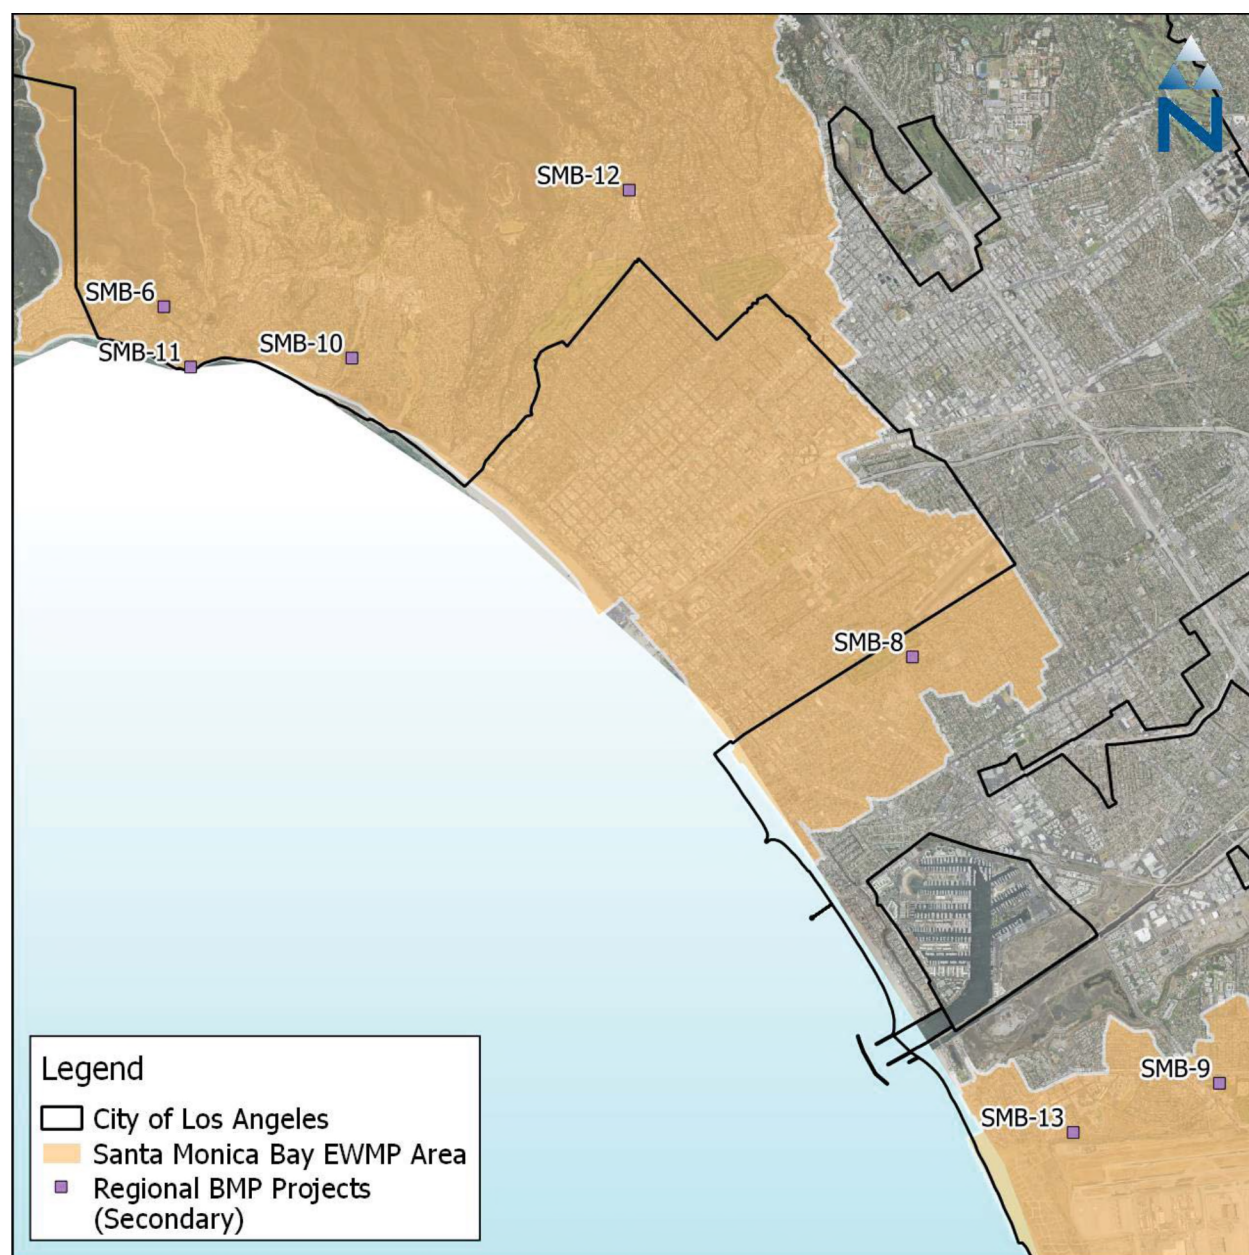 N
SMB-12
SMB-6
SMB-11
SMB-10
SMB-8
SMB-9
SMB-13
Legend
City of Los Angeles
Santa Monica Bay EWMP Area
Regional BMP Projects
(Secondary)